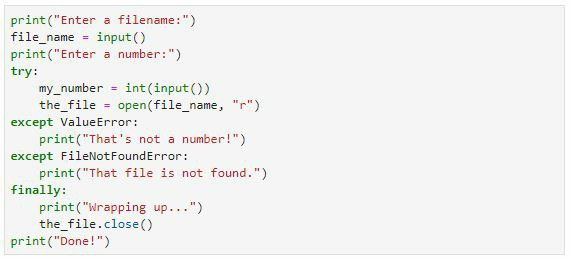 print("Enter a filename:")
file_name = input()
print("Enter a number:")
try:
    my_number = int(input())
    the_file = open(file_name, "r")
except ValueError:
    print("That's not a number!")
except FileNotFoundError:
    print("That file is not found.")
finally:
    print("Wrapping up...")
    the_file.close()
print("Done!")